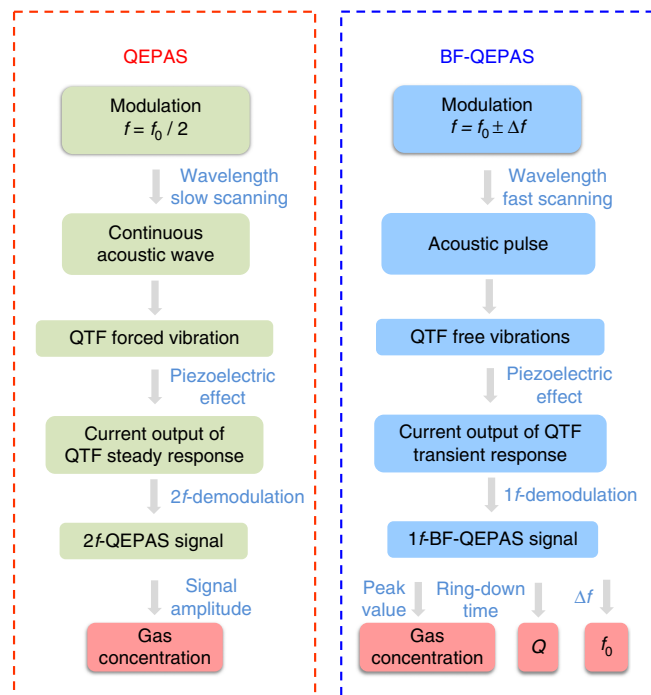 QEPAS
Modulation
f = f₀ / 2
Wavelength
slow scanning
Continuous
acoustic wave
QTF forced vibration
Piezoelectric
effect
Current output of
QTF steady response
2f-demodulation
2f-QEPAS signal
Signal
amplitude
Gas
concentration
BF-QEPAS
Modulation
f = f₀ ± Δf
Wavelength
fast scanning
Acoustic pulse
QTF free vibrations
Piezoelectric
effect
Current output of QTF
transient response
1f-demodulation
1f-BF-QEPAS signal
Peak
value
Ring-down
time
Δf
Gas
concentration
Q
f₀